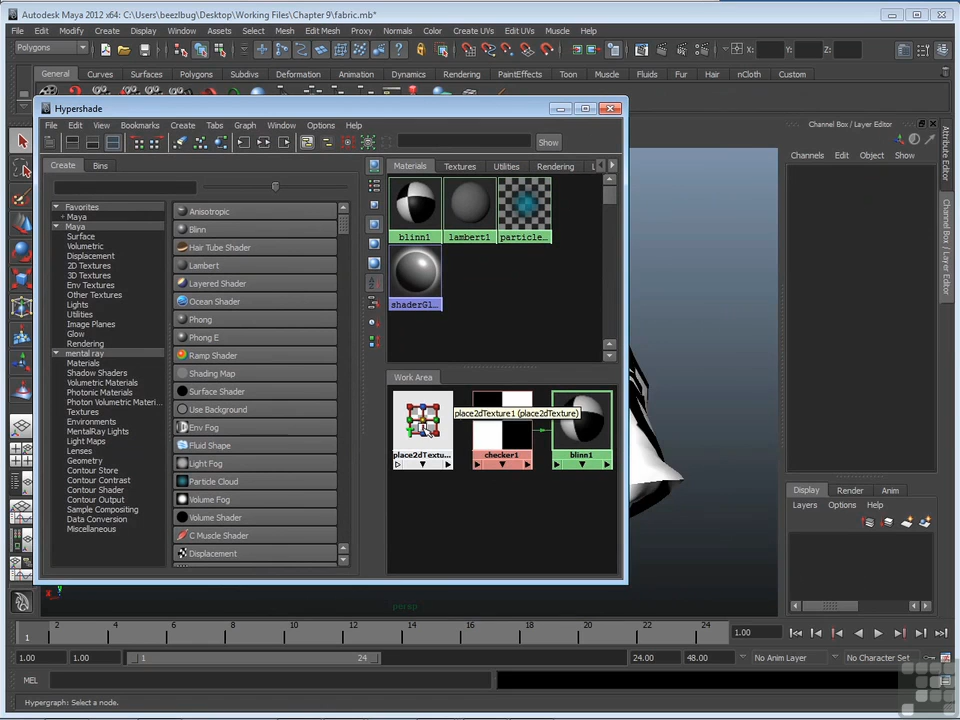 Autodesk Maya 2012 x64: C:\Users\beezlbug\Desktop\Working Files\Chapter 9\fabric.mb*
File Edit Modify Create Display Window Assets Select Mesh Edit Mesh Proxy Normals Color Create UVs Edit UVs Muscle Help
Polygons
X: Y: Z:
General Curves Surfaces Polygons Subdivs Deformation Animation Dynamics Rendering PaintEffects Toon Muscle Fluids Fur Hair nCloth Custom
Hypershade
File Edit View Bookmarks Create Tabs Graph Window Options Help
Show
Create Bins
Favorites
+ Maya
Maya
Surface
Volumetric
Displacement
2D Textures
3D Textures
Env Textures
Other Textures
Lights
Utilities
Image Planes
Glow
Rendering
mental ray
Materials
Shadow Shaders
Volumetric Materials
Photonic Materials
Photon Volumetric Materi...
Textures
Environments
MentalRay Lights
Light Maps
Lenses
Geometry
Contour Store
Contour Contrast
Contour Shader
Contour Output
Sample Compositing
Data Conversion
Miscellaneous
Anisotropic
Blinn
Hair Tube Shader
Lambert
Layered Shader
Ocean Shader
Phong
Phong E
Ramp Shader
Shading Map
Surface Shader
Use Background
Env Fog
Fluid Shape
Light Fog
Particle Cloud
Volume Fog
Volume Shader
C Muscle Shader
Displacement
Materials Textures Utilities Rendering
blinn1 lambert1 particle...
shaderGl...
Work Area
place2dTexture1 (place2dTexture)
place2dTextu... checker1 blinn1
Channel Box / Layer Editor
Channels Edit Object Show
Attribute Editor
Channel Box / Layer Editor
Display Render Anim
Layers Options Help
persp
2 4 6 8 10 12 14 16 18 20 22 24
1
1.00
1.00 1.00 1 24 24.00 48.00 No Anim Layer No Character Set
MEL
Hypergraph: Select a node.